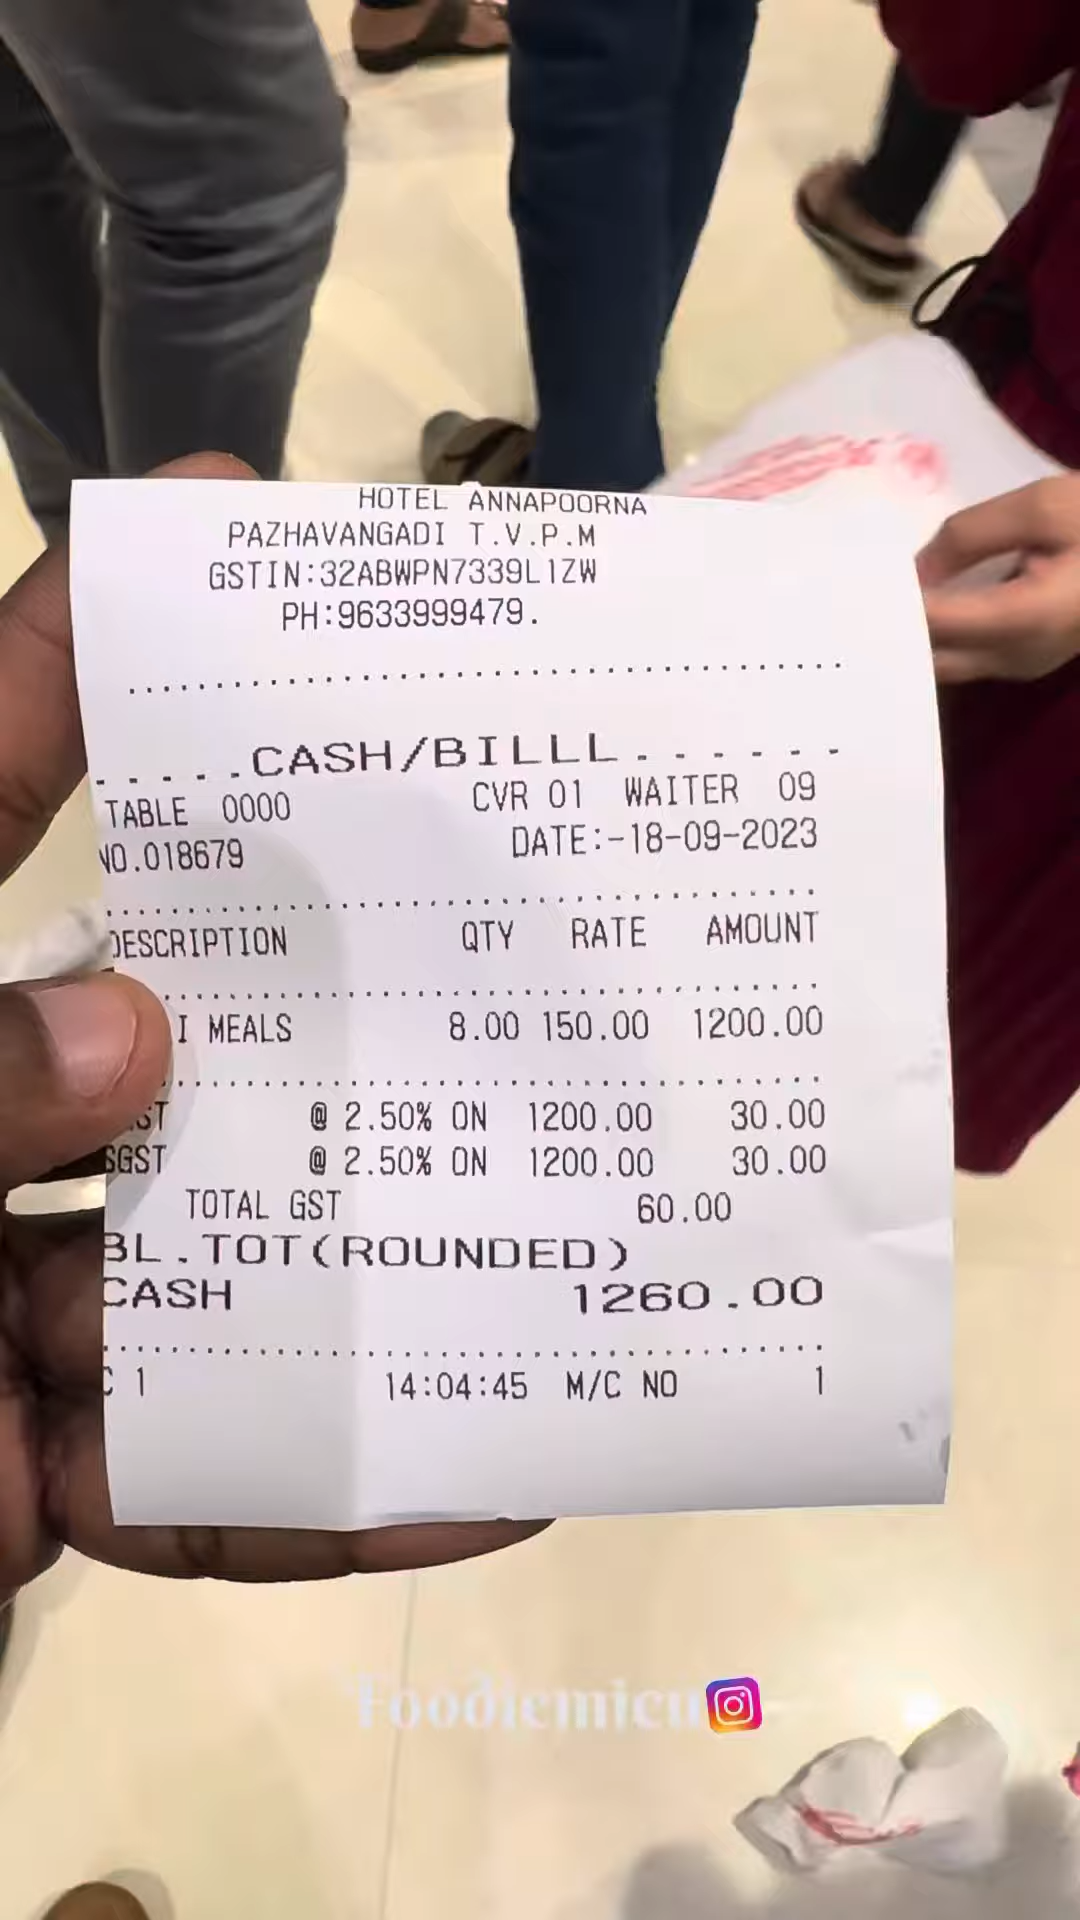 HOTEL ANNAPOORNA
PAZHAVANGADI T.V.P.M
GSTIN:32ABWPN7339L1ZW
PH:9633999479.
CASH/BILLL
TABLE 0000 CVR 01 WAITER 09
NO.018679 DATE:-18-09-2023
DESCRIPTION QTY RATE AMOUNT
I MEALS 8.00 150.00 1200.00
ST @ 2.50% ON 1200.00 30.00
SGST @ 2.50% ON 1200.00 30.00
TOTAL GST 60.00
BL.TOT(ROUNDED)
CASH 1260.00
C 1 14:04:45 M/C NO 1